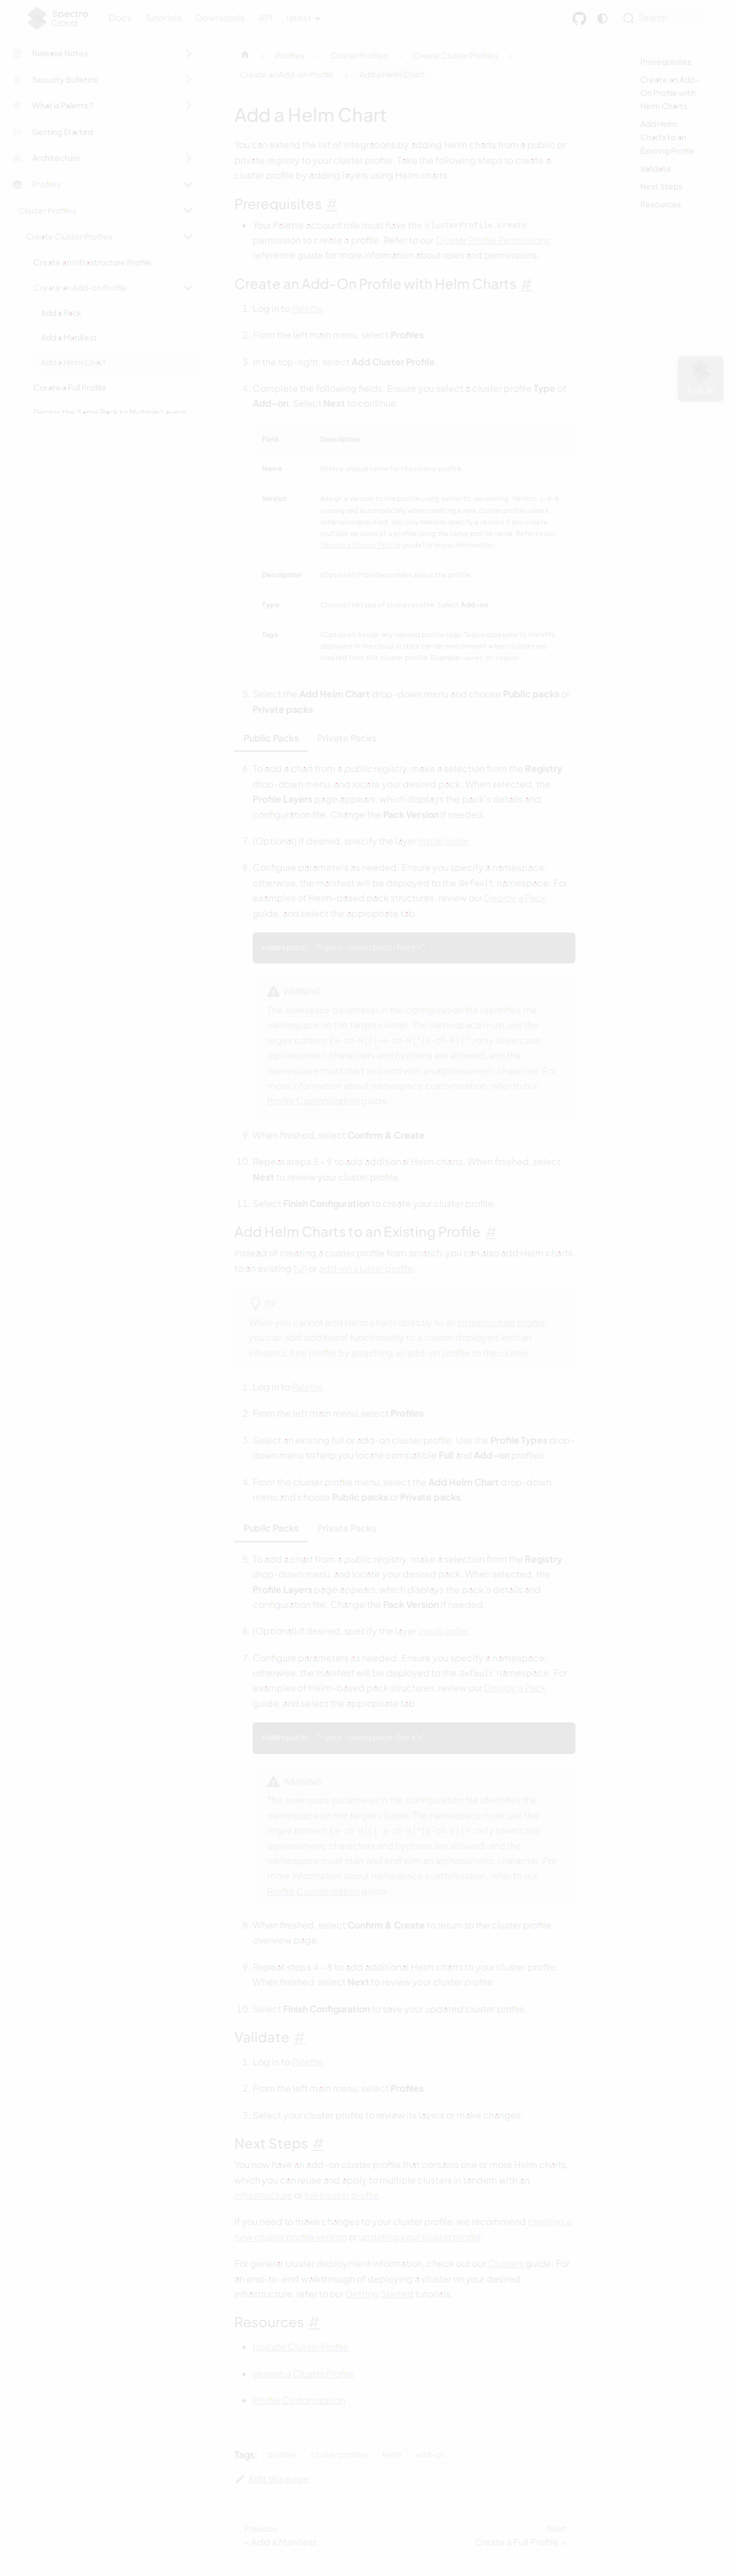 Spectro Cloud
Docs
Tutorials
Downloads
API
latest
Search
Release Notes
Security Bulletins
What is Palette?
Getting Started
Architecture
Profiles
Cluster Profiles
Create Cluster Profiles
Create an Infrastructure Profile
Create an Add-on Profile
Add a Pack
Add a Manifest
Add a Helm Chart
Create a Full Profile
Deploy the Same Pack to Multiple Layers
Profiles
Cluster Profiles
Create Cluster Profiles
Create an Add-on Profile
Add a Helm Chart
Prerequisites
Create an Add-
On Profile with
Helm Charts
Add Helm
Charts to an
Existing Profile
Validate
Next Steps
Resources
Ask AI
Add a Helm Chart
You can extend the list of integrations by adding Helm charts from a public or
private registry to your cluster profile. Take the following steps to create a
cluster profile by adding layers using Helm charts.
Prerequisites #
Your Palette account role must have the clusterProfile.create
permission to create a profile. Refer to our Cluster Profile Permissions
reference guide for more information about roles and permissions.
Create an Add-On Profile with Helm Charts #
1. Log in to Palette.
2. From the left main menu, select Profiles.
3. In the top-right, select Add Cluster Profile.
4. Complete the following fields. Ensure you select a cluster profile Type of
Add-on. Select Next to continue.
Field Description
Name Enter a unique name for the cluster profile.
Version Assign a version to the profile using semantic versioning. Version 1.0.0
is assigned automatically when creating a new cluster profile unless
otherwise specified. You only need to specify a version if you create
multiple versions of a profile using the same profile name. Refer to our
Version a Cluster Profile guide for more information.
Description (Optional) Provide context about the profile.
Type Choose the type of cluster profile. Select Add-on.
Tags (Optional) Assign any desired profile tags. Tags propagate to the VMs
deployed in the cloud or data center environment when clusters are
created from this cluster profile. Example: owner or region.
5. Select the Add Helm Chart drop-down menu and choose Public packs or
Private packs.
Public Packs Private Packs
6. To add a chart from a public registry, make a selection from the Registry
drop-down menu, and locate your desired pack. When selected, the
Profile Layers page appears, which displays the pack's details and
configuration file. Change the Pack Version if needed.
7. (Optional) If desired, specify the layer install order.
8. Configure parameters as needed. Ensure you specify a namespace;
otherwise, the manifest will be deployed to the Default namespace. For
examples of Helm-based pack structures, review our Deploy a Pack
guide, and select the appropriate tab.
namespace: "<your-namespace-here>"
WARNING
The namespace parameter in the configuration file identifies the
namespace on the target cluster. The namespace must use the
only lowercase
alphanumeric characters and hyphens are allowed, and the
namespace must start and end with an alphanumeric character. For
more information about namespace customization, refer to our
Profile Customization guide.
9. When finished, select Confirm & Create.
10. Repeat steps 5 - 9 to add additional Helm charts. When finished, select
Next to review your cluster profile.
11. Select Finish Configuration to create your cluster profile.
Add Helm Charts to an Existing Profile #
Instead of creating a cluster profile from scratch, you can also add Helm charts
to an existing full or add-on cluster profile.
TIP
While you cannot add Helm charts directly to an infrastructure profile,
you can add additional functionality to a cluster deployed with an
infrastructure profile by attaching an add-on profile to the cluster.
1. Log in to Palette.
2. From the left main menu, select Profiles.
3. Select an existing full or add-on cluster profile. Use the Profile Types drop-
down menu to help you locate compatible Full and Add-on profiles.
4. From the cluster profile menu, select the Add Helm Chart drop-down
menu and choose Public packs or Private packs.
Public Packs Private Packs
5. To add a chart from a public registry, make a selection from the Registry
drop-down menu, and locate your desired pack. When selected, the
Profile Layers page appears, which displays the pack's details and
configuration file. Change the Pack Version if needed.
6. (Optional) If desired, specify the layer install order.
7. Configure parameters as needed. Ensure you specify a namespace;
otherwise, the manifest will be deployed to the Default namespace. For
examples of Helm-based pack structures, review our Deploy a Pack
guide, and select the appropriate tab.
namespace: "<your-namespace-here>"
WARNING
The namespace parameter in the configuration file identifies the
namespace on the target cluster. The namespace must use the
only lowercase
alphanumeric characters and hyphens are allowed, and the
namespace must start and end with an alphanumeric character. For
more information about namespace customization, refer to our
Profile Customization guide.
8. When finished, select Confirm & Create to return to the cluster profile
overview page.
9. Repeat steps 4 - 8 to add additional Helm charts to your cluster profile.
When finished, select Next to review your cluster profile.
10. Select Finish Configuration to save your updated cluster profile.
Validate #
1. Log in to Palette.
2. From the left main menu, select Profiles.
3. Select your cluster profile to review its layers or make changes.
Next Steps #
You now have an add-on cluster profile that contains one or more Helm charts,
which you can reuse and apply to multiple clusters in tandem with an
infrastructure or full cluster profile.
If you need to make changes to your cluster profile, we recommend creating a
new cluster profile version or updating your cluster profile.
For general cluster deployment information, check out our Clusters guide. For
an end-to-end walkthrough of deploying a cluster on your desired
infrastructure, refer to our Getting Started tutorials.
Resources #
Update Cluster Profile
Version a Cluster Profile
Profile Customization
Tags: profiles cluster profiles helm add-on
Edit this page
Previous
« Add a Manifest
Next
Create a Full Profile »